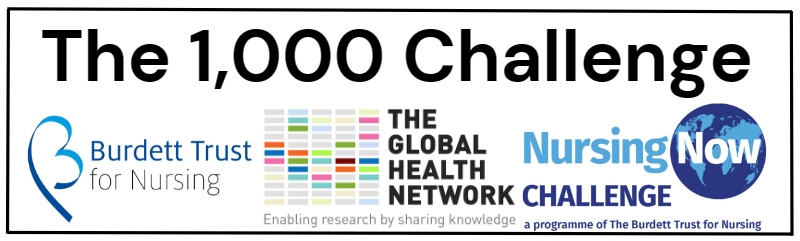 The 1,000 Challenge
Burdett Trust
for Nursing
THE
GLOBAL
HEALTH
NETWORK
Enabling research by sharing knowledge
Nursing Now
CHALLENGE
a programme of The Burdett Trust for Nursing